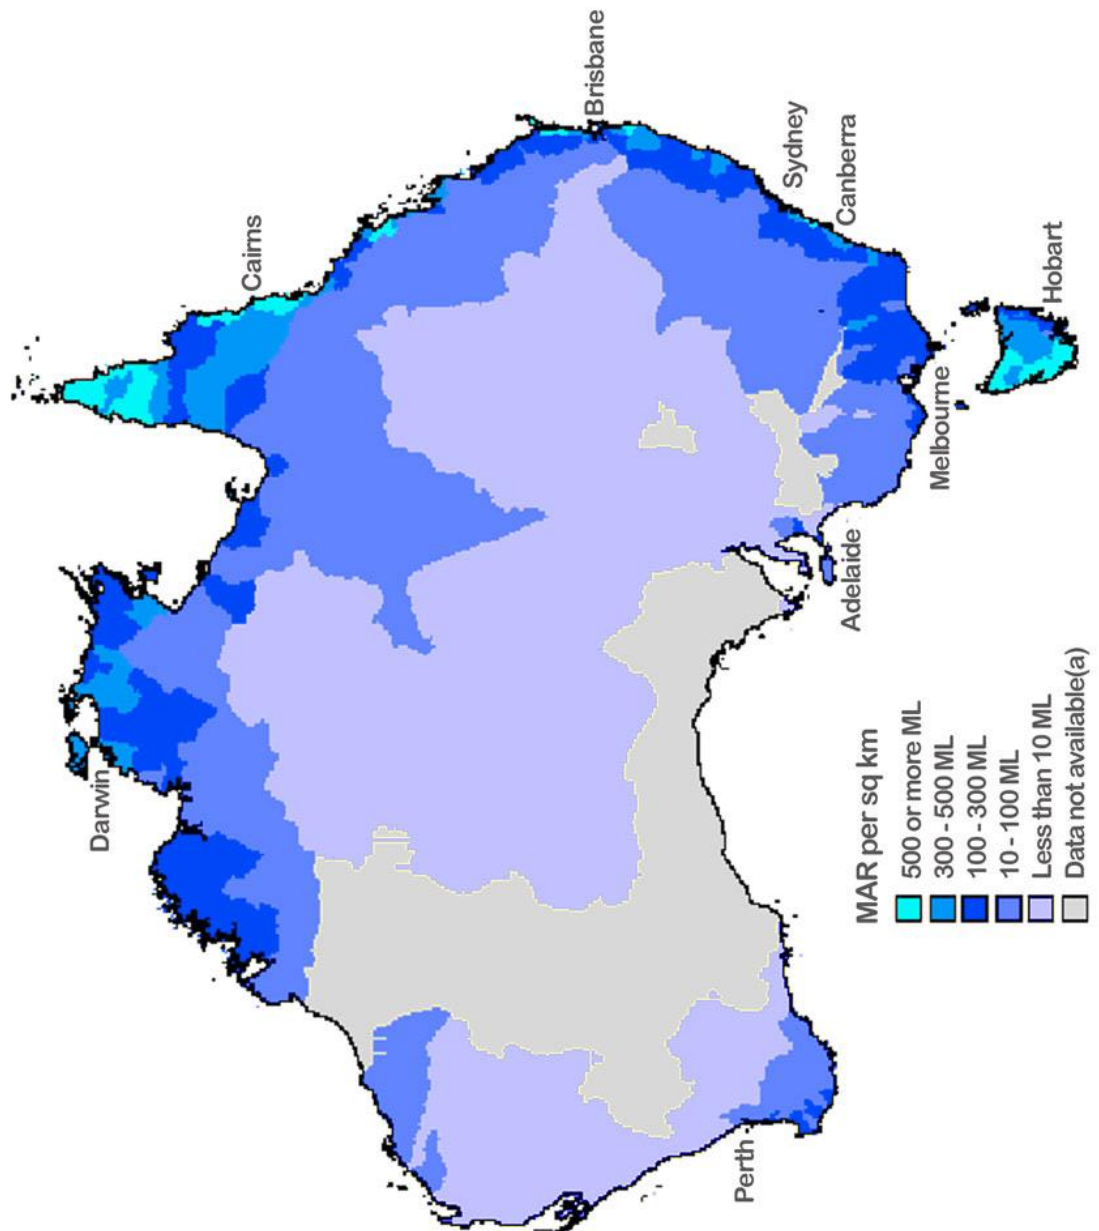 Darwin
Cairns
Brisbane
Sydney
Canberra
Hobart
Melbourne
Adelaide
Perth
MAR per sq km
500 or more ML
300 - 500 ML
100 - 300 ML
10 - 100 ML
Less than 10 ML
Data not available(a)